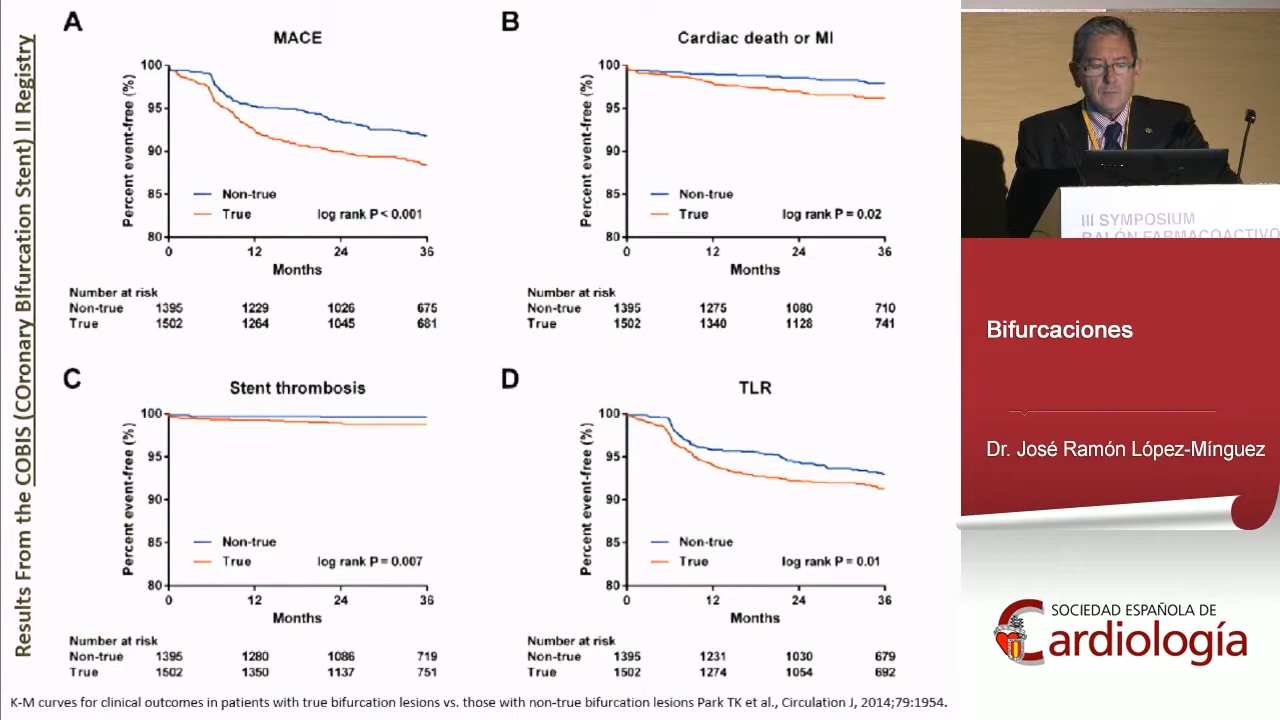 Results From the COBIS (COronary BIfurcation Stent) II Registry
A
MACE
Percent event-free (%)
100
95
90
85
80
Non-true
True
log rank P < 0.001
0 12 24 36
Months
Number at risk
Non-true 1395 1229 1026 675
True 1502 1264 1045 681
B
Cardiac death or MI
Percent event-free (%)
100
95
90
85
80
Non-true
True
log rank P = 0.02
0 12 24 36
Months
Number at risk
Non-true 1395 1275 1080 710
True 1502 1340 1128 741
C
Stent thrombosis
Percent event-free (%)
100
95
90
85
80
Non-true
True
log rank P = 0.007
0 12 24 36
Months
Number at risk
Non-true 1395 1280 1086 719
True 1502 1350 1137 751
D
TLR
Percent event-free (%)
100
95
90
85
80
Non-true
True
log rank P = 0.01
0 12 24 36
Months
Number at risk
Non-true 1395 1231 1030 679
True 1502 1274 1054 692
K-M curves for clinical outcomes in patients with true bifurcation lesions vs. those with non-true bifurcation lesions Park TK et al., Circulation J, 2014;79:1954.
III SYMPOSIUM
BALÓN FARMACOACTIVO
Bifurcaciones
Dr. José Ramón López-Mínguez
SOCIEDAD ESPAÑOLA DE
Cardiología